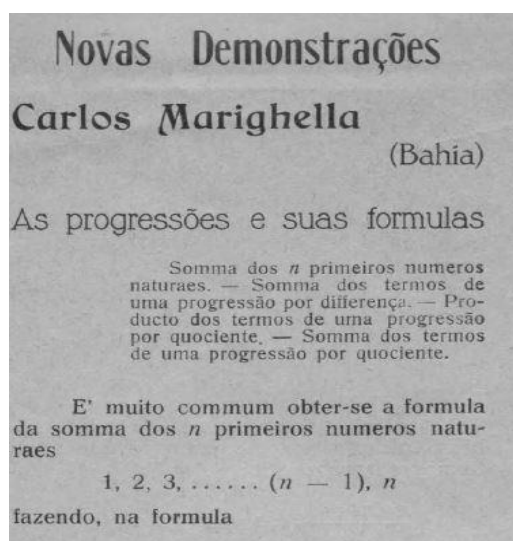 Novas Demonstrações
Carlos Marighella
(Bahia)
As progressões e suas formulas
Somma dos n primeiros numeros
naturaes. — Somma dos termos de
uma progressão por differença. — Pro-
ducto dos termos de uma progressão
por quociente. — Somma dos termos
de uma progressão por quociente.
E' muito commum obter-se a formula
da somma dos n primeiros numeros natu-
raes
1, 2, 3, ...... (n — 1), n
fazendo, na formula